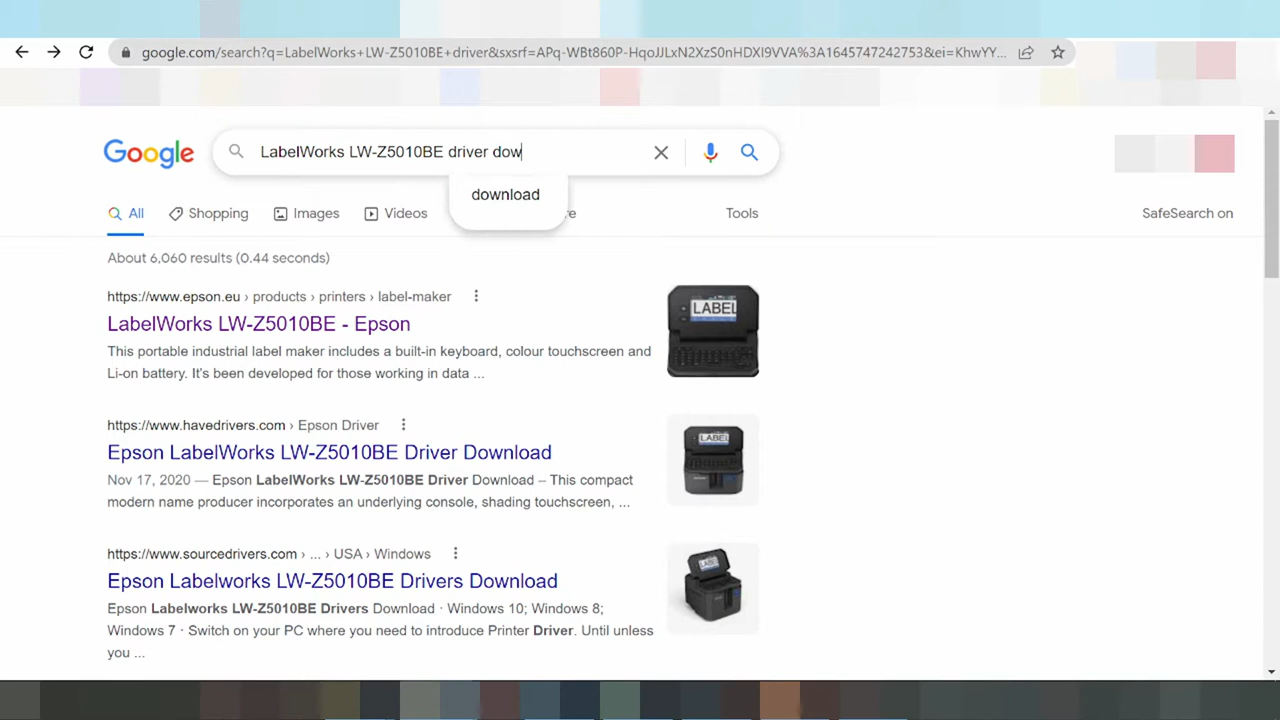 google.com/search?q=LabelWorks+LW-Z5010BE+driver&sxsrf=APq-WBt860P-HqoJJLxN2XzS0nHDXI9VVA%3A1645747242753&ei=KhwYY...
Google
LabelWorks LW-Z5010BE driver dow
download
All Shopping Images Videos re Tools SafeSearch on
About 6,060 results (0.44 seconds)
https://www.epson.eu › products › printers › label-maker
LabelWorks LW-Z5010BE - Epson
This portable industrial label maker includes a built-in keyboard, colour touchscreen and
Li-on battery. It's been developed for those working in data ...
LABEL
https://www.havedrivers.com › Epson Driver
Epson LabelWorks LW-Z5010BE Driver Download
Nov 17, 2020 — Epson LabelWorks LW-Z5010BE Driver Download – This compact
modern name producer incorporates an underlying console, shading touchscreen, ...
LABEL
https://www.sourcedrivers.com › ... › USA › Windows
Epson Labelworks LW-Z5010BE Drivers Download
Epson Labelworks LW-Z5010BE Drivers Download · Windows 10; Windows 8;
Windows 7 · Switch on your PC where you need to introduce Printer Driver. Until unless
you ...